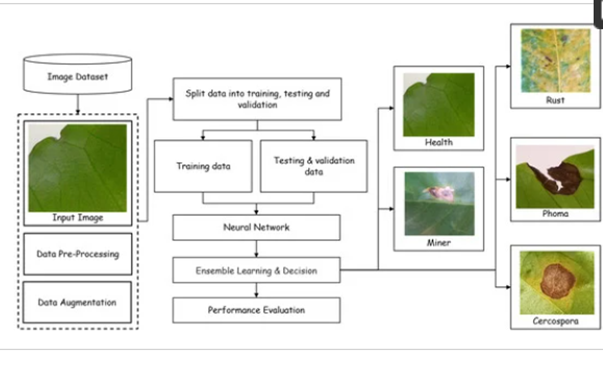 Image Dataset
Input Image
Data Pre-Processing
Data Augmentation
Split data into training, testing and
validation
Training data
Testing & validation
data
Neural Network
Ensemble Learning & Decision
Performance Evaluation
Health
Miner
Rust
Phoma
Cercospora